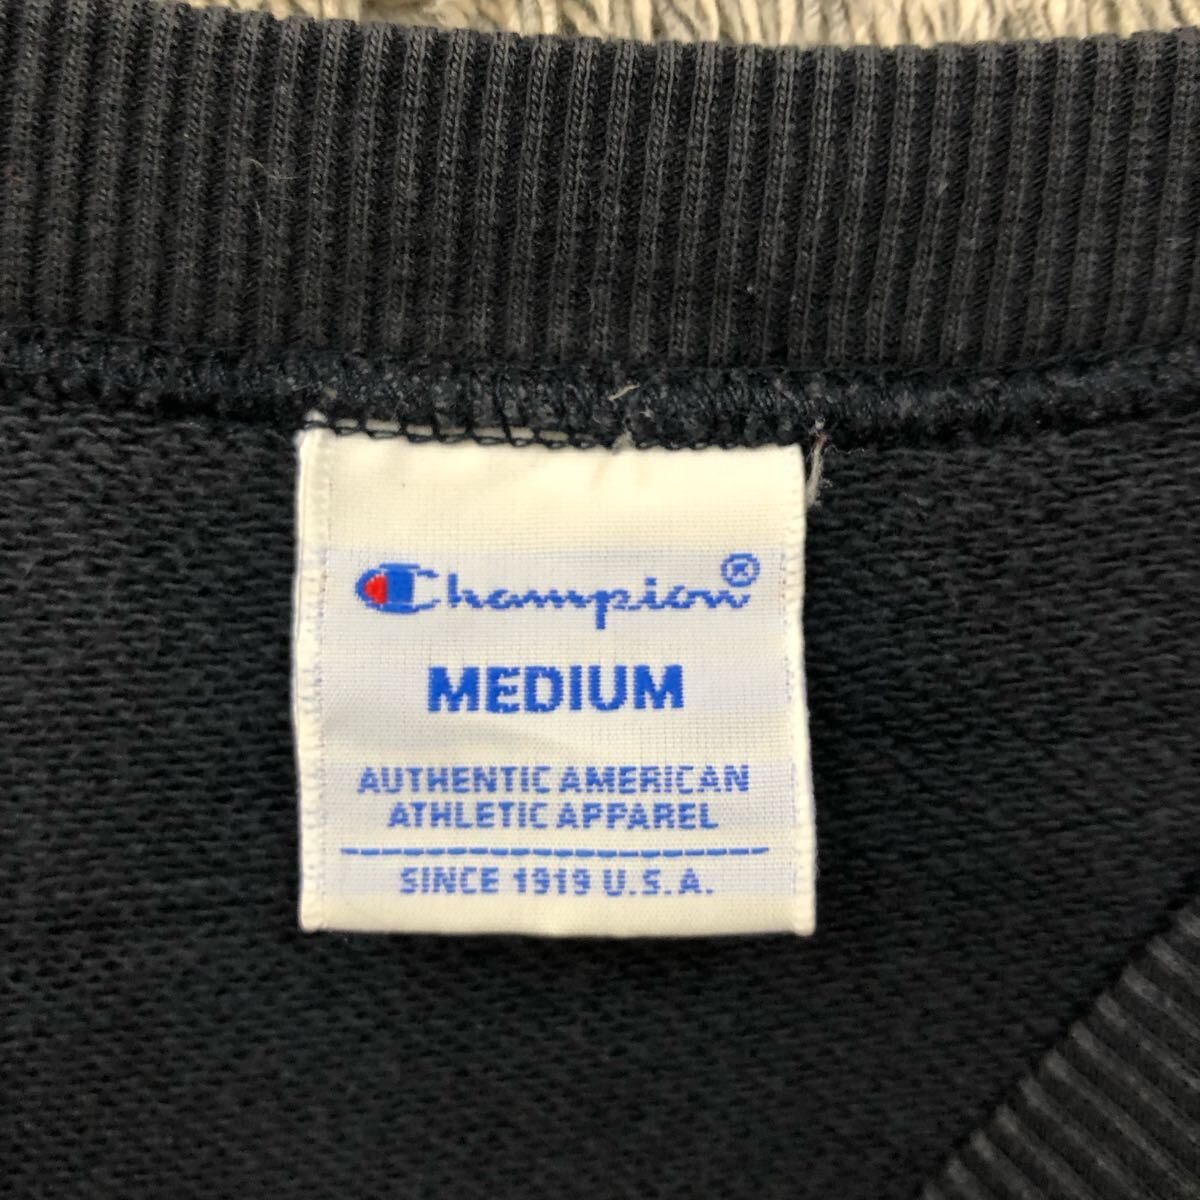 Champion®
MEDIUM
AUTHENTIC AMERICAN
ATHLETIC APPAREL
SINCE 1919 U.S.A.